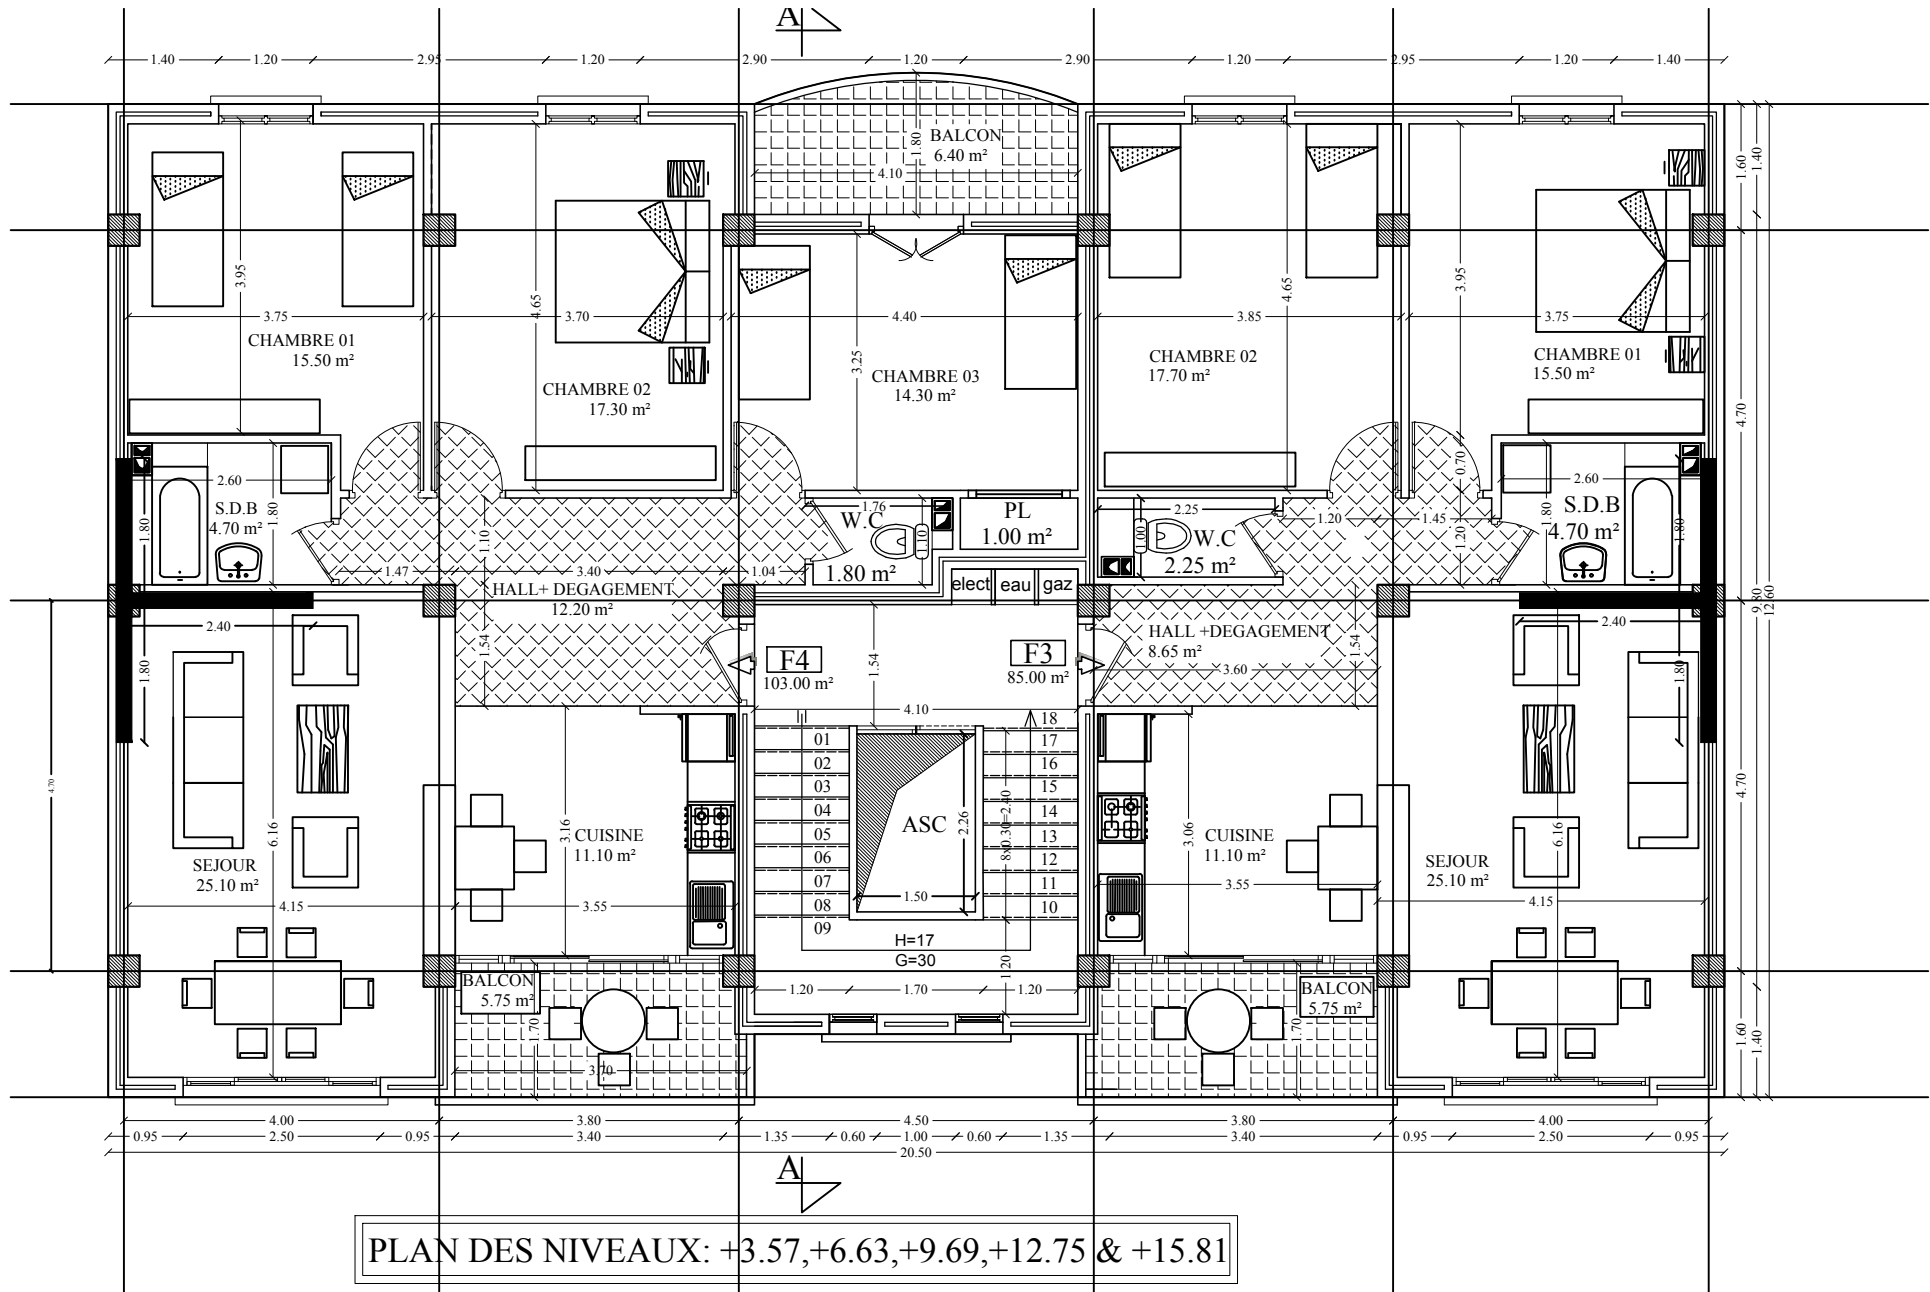 A
1.40 1.20 2.95 1.20 2.90 1.20 2.90 1.20 2.95 1.20 1.40
BALCON
6.40 m²
1.80
4.10
1.60
1.40
3.95
4.65
4.65
3.95
3.75
3.70
4.40
3.85
3.75
CHAMBRE 01
15.50 m²
CHAMBRE 02
17.30 m²
3.25
CHAMBRE 03
14.30 m²
CHAMBRE 02
17.70 m²
CHAMBRE 01
15.50 m²
4.70
0.70
2.60
S.D.B
4.70 m²
1.80
1.80
1.10
1.76
W.C
1.10
1.80 m²
PL
1.00 m²
2.25
1.00
W.C
2.25 m²
1.20
1.45
1.20
2.60
S.D.B
4.70 m²
1.80
1.80
1.47
3.40
1.04
HALL+ DEGAGEMENT
12.20 m²
elect eau gaz
9.80
12.60
2.40
1.80
1.54
F4
103.00 m²
1.54
F3
85.00 m²
HALL +DEGAGEMENT
8.65 m²
1.54
3.60
2.40
1.80
4.10
18
01 17
02 16
03 15
04 14
05 13
06 12
07 11
08 10
09
ASC
2.26
8x0.30=2.40
1.50
4.70
4.70
6.16
SEJOUR
25.10 m²
4.15
3.16
CUISINE
11.10 m²
3.55
3.06
CUISINE
11.10 m²
3.55
SEJOUR
25.10 m²
6.16
4.15
H=17
G=30
1.20
BALCON
5.75 m²
1.70
3.70
1.20 1.70 1.20
BALCON
5.75 m²
1.70
1.60
1.40
4.00 3.80 4.50 3.80 4.00
0.95 2.50 0.95 3.40 1.35 0.60 1.00 0.60 1.35 3.40 0.95 2.50 0.95
20.50
A
PLAN DES NIVEAUX: +3.57,+6.63,+9.69,+12.75 & +15.81